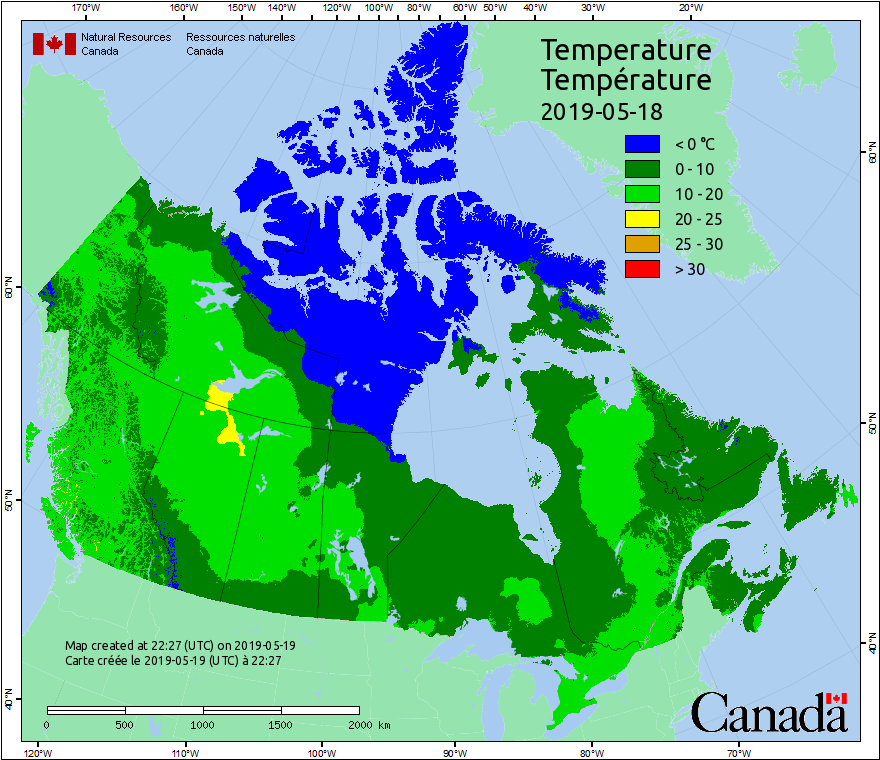 170°W 160°W 150°W 140°W 130°W 120°W 110°W 100°W 90°W 80°W 70°W 60°W 50°W 40°W 30°W 20°W
Natural Resources Ressources naturelles
Canada Canada
Temperature
Température
2019-05-18
< 0 °C
0 - 10
10 - 20
20 - 25
25 - 30
> 30
60°N
60°N
50°N
50°N
40°N
40°N
Map created at 22:27 (UTC) on 2019-05-19
Carte créée le 2019-05-19 (UTC) à 22:27
0 500 1000 1500 2000 km
Canada
120°W 110°W 100°W 90°W 80°W 70°W